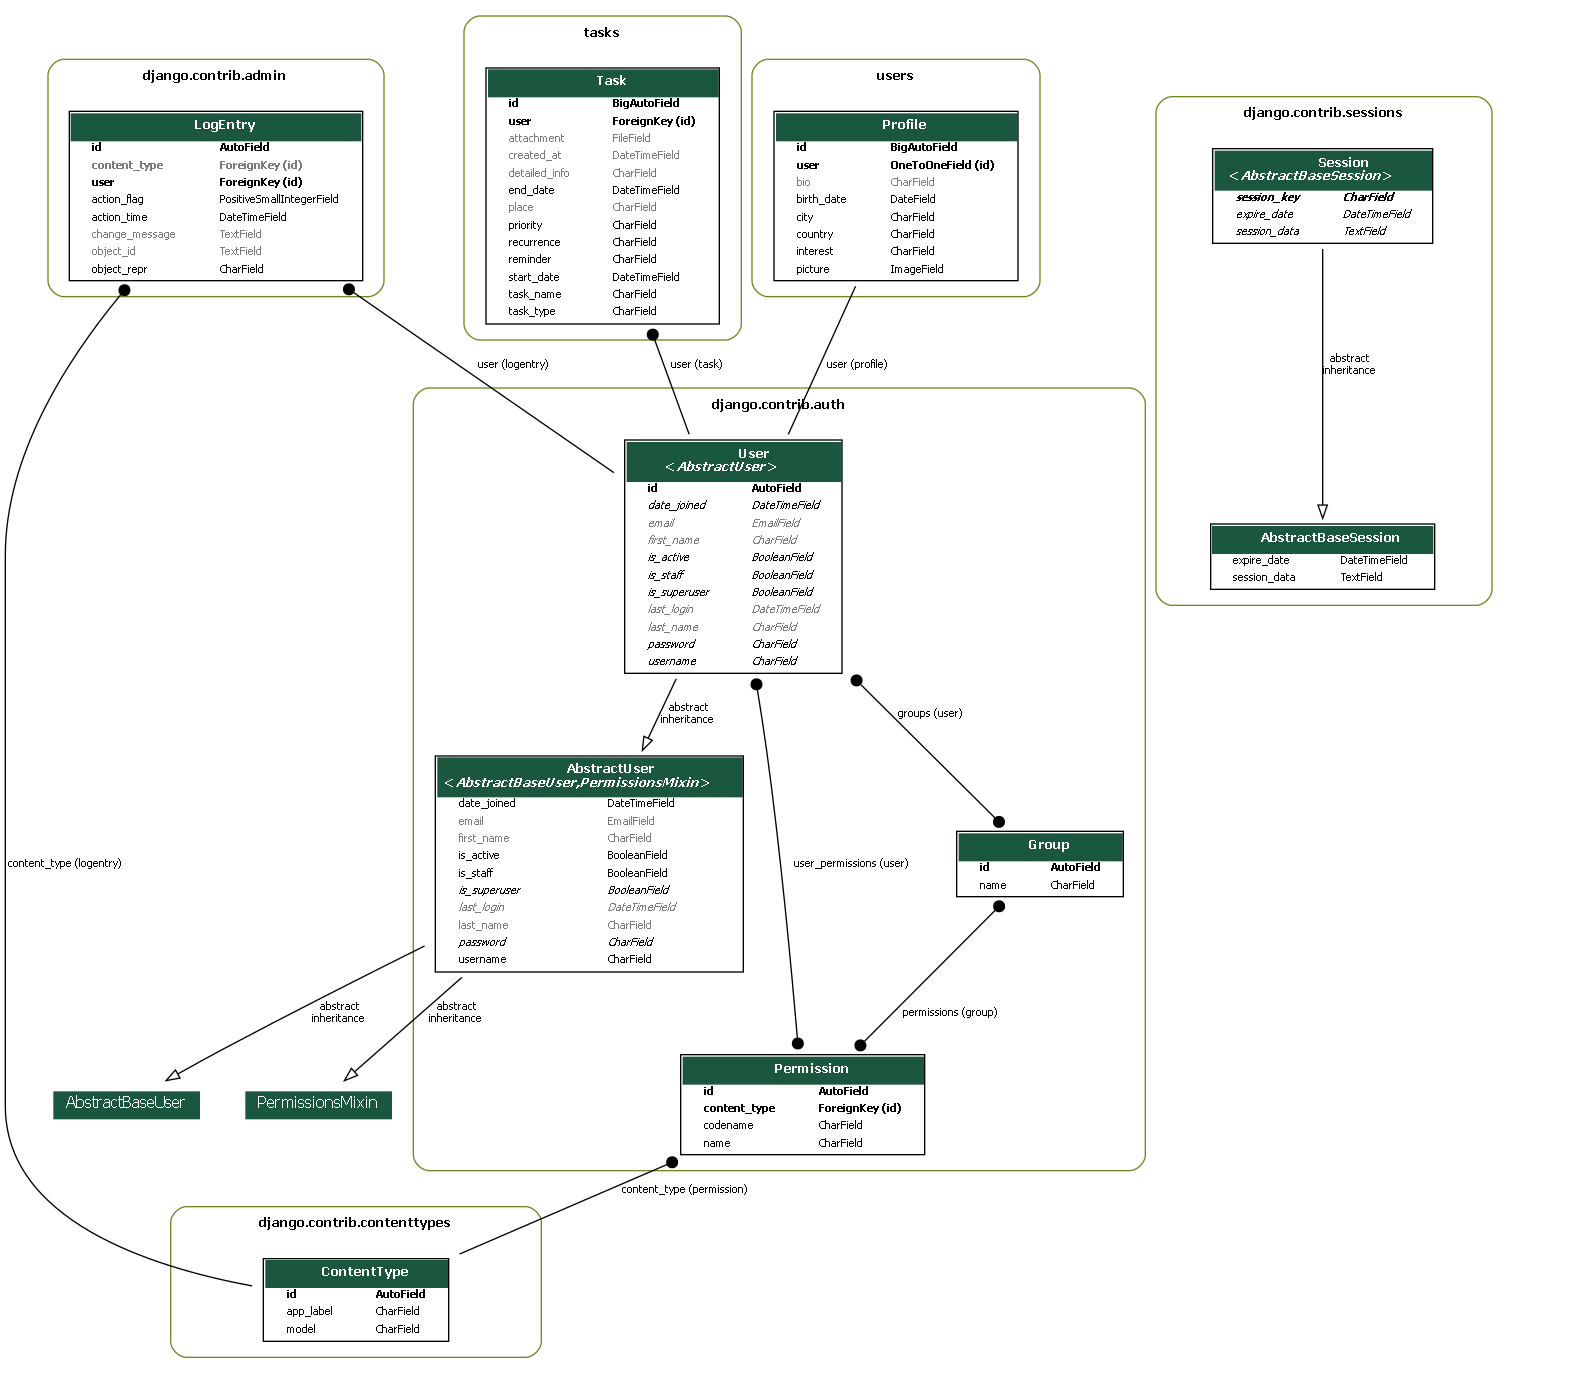 tasks
Task
id BigAutoField
user ForeignKey (id)
attachment FileField
created_at DateTimeField
detailed_info CharField
end_date DateTimeField
place CharField
priority CharField
recurrence CharField
reminder CharField
start_date DateTimeField
task_name CharField
task_type CharField
django.contrib.admin
LogEntry
id AutoField
content_type ForeignKey (id)
user ForeignKey (id)
action_flag PositiveSmallIntegerField
action_time DateTimeField
change_message TextField
object_id TextField
object_repr CharField
users
Profile
id BigAutoField
user OneToOneField (id)
bio CharField
birth_date DateField
city CharField
country CharField
interest CharField
picture ImageField
django.contrib.sessions
Session
<AbstractBaseSession>
session_key CharField
expire_date DateTimeField
session_data TextField
abstract
inheritance
AbstractBaseSession
expire_date DateTimeField
session_data TextField
user (logentry)
user (task)
user (profile)
django.contrib.auth
User
<AbstractUser>
id AutoField
date_joined DateTimeField
email EmailField
first_name CharField
is_active BooleanField
is_staff BooleanField
is_superuser BooleanField
last_login DateTimeField
last_name CharField
password CharField
username CharField
abstract
inheritance
groups (user)
AbstractUser
<AbstractBaseUser,PermissionsMixin>
date_joined DateTimeField
email EmailField
first_name CharField
is_active BooleanField
is_staff BooleanField
is_superuser BooleanField
last_login DateTimeField
last_name CharField
password CharField
username CharField
content_type (logentry)
user_permissions (user)
Group
id AutoField
name CharField
abstract
inheritance
abstract
inheritance
permissions (group)
AbstractBaseUser
PermissionsMixin
Permission
id AutoField
content_type ForeignKey (id)
codename CharField
name CharField
content_type (permission)
django.contrib.contenttypes
ContentType
id AutoField
app_label CharField
model CharField